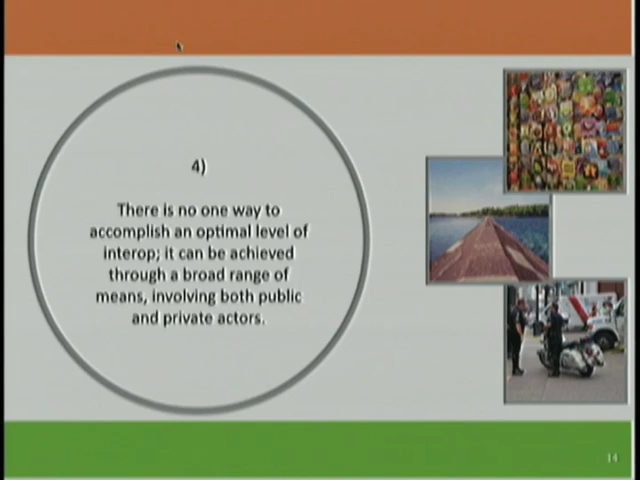 4)
There is no one way to
accomplish an optimal level of
interop; it can be achieved
through a broad range of
means, involving both public
and private actors.
14